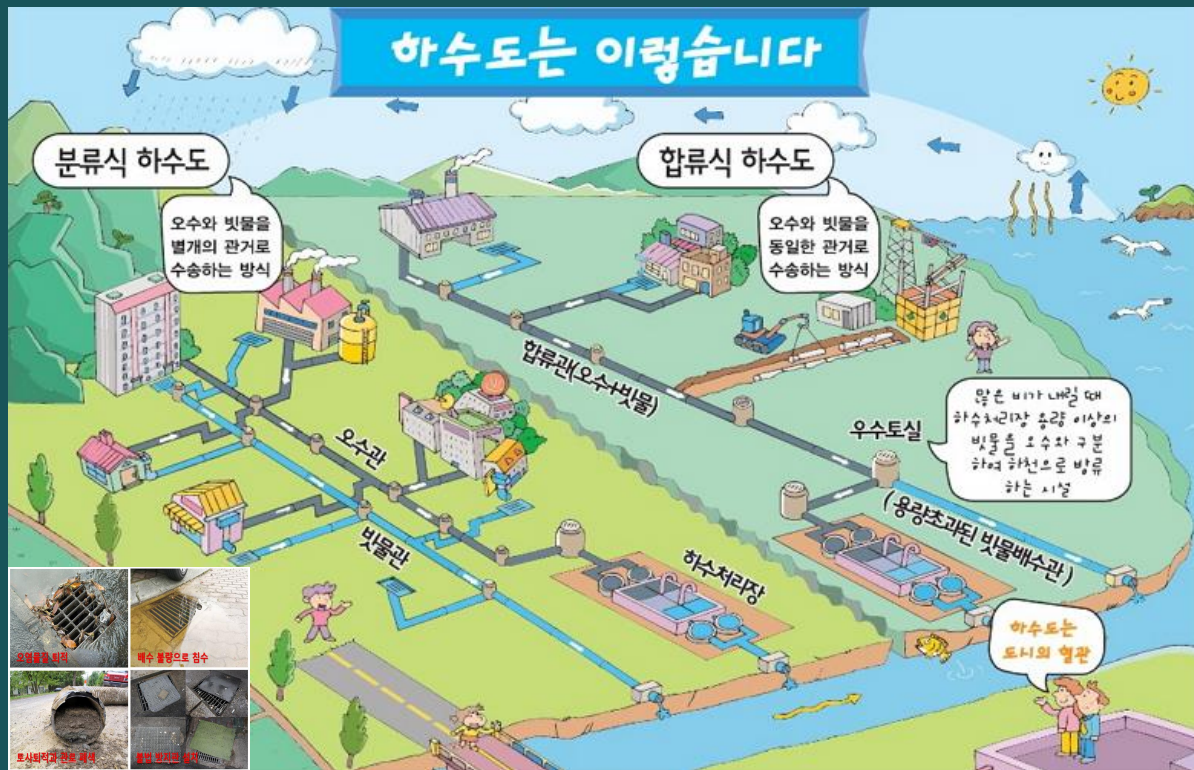 하수도는 이렇습니다
분류식 하수도
오수와 빗물을
별개의 관거로
수송하는 방식
합류식 하수도
오수와 빗물을
동일한 관거로
수송하는 방식
합류관(오수+빗물)
많은 비가 내릴 때
하수처리장 용량 이상의
빗물을 오수와 구분
하여 하천으로 방류
하는 시설
우수토실
(용량초과된 빗물배수관)
오수관
빗물관
하수처리장
하수도는
도시의 혈관
오염물질 퇴적
배수 불량으로 침수
토사퇴적과 관로 폐색
불법